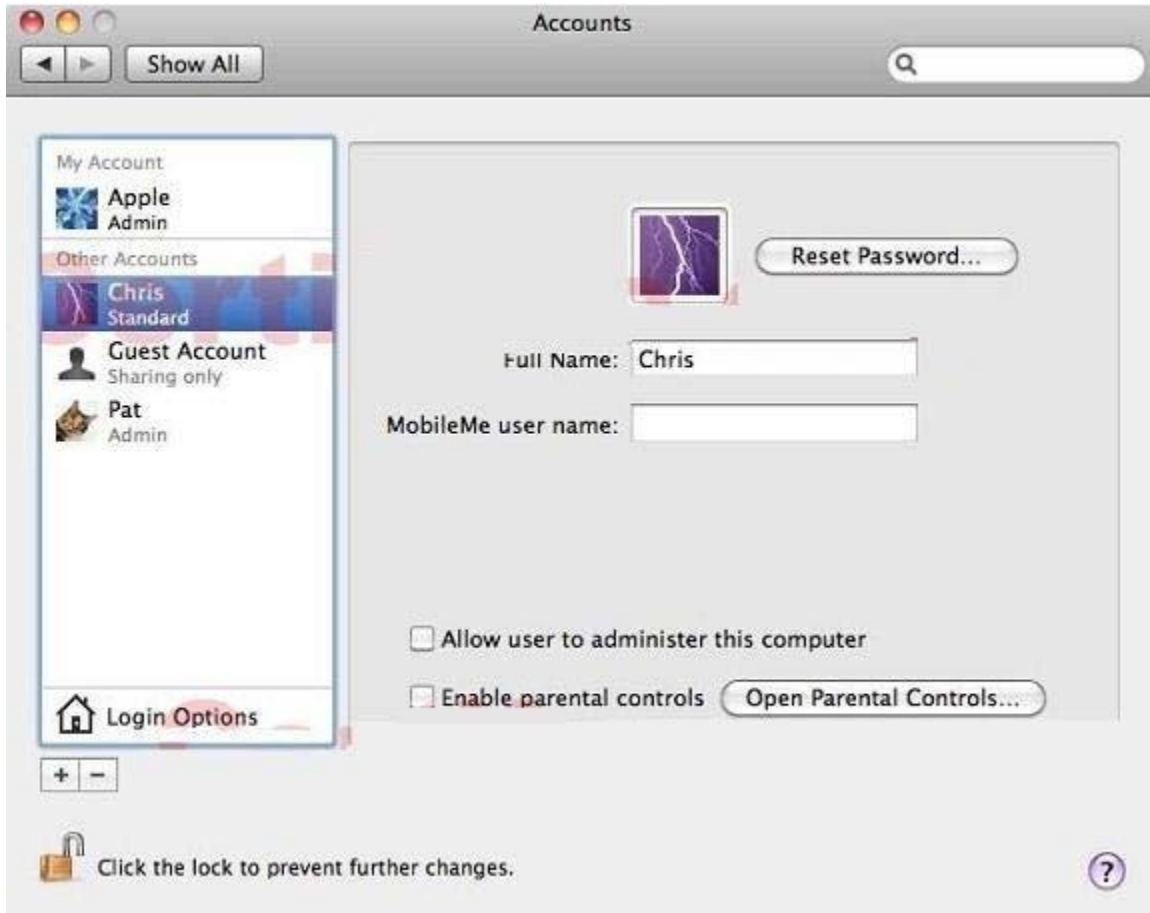 Accounts
Show All
My Account
Apple
Admin
Other Accounts
Chris
Standard
Guest Account
Sharing only
Pat
Admin
Login Options
Reset Password...
Full Name: Chris
MobileMe user name:
Allow user to administer this computer
Enable parental controls Open Parental Controls...
+ −
Click the lock to prevent further changes.
?